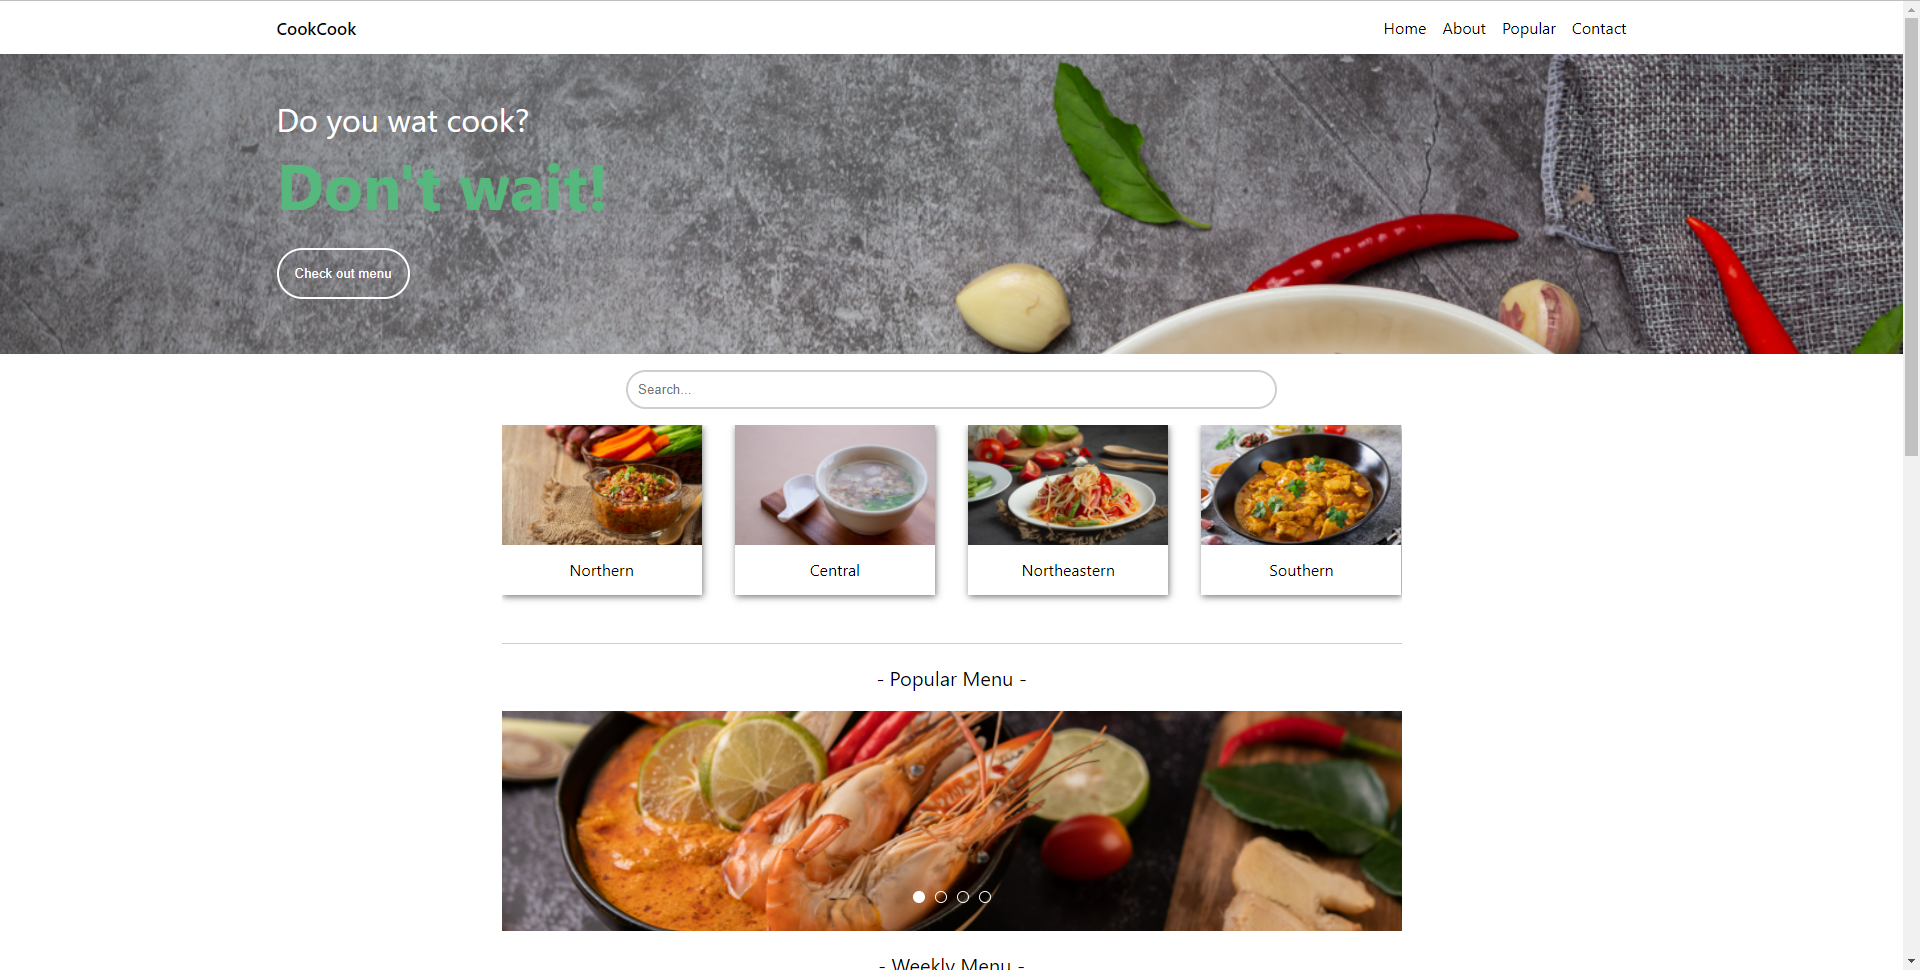 CookCook
Home About Popular Contact
Do you wat cook?
Don't wait!
Check out menu
Search...
Northern
Central
Northeastern
Southern
- Popular Menu -
- Weekly Menu -